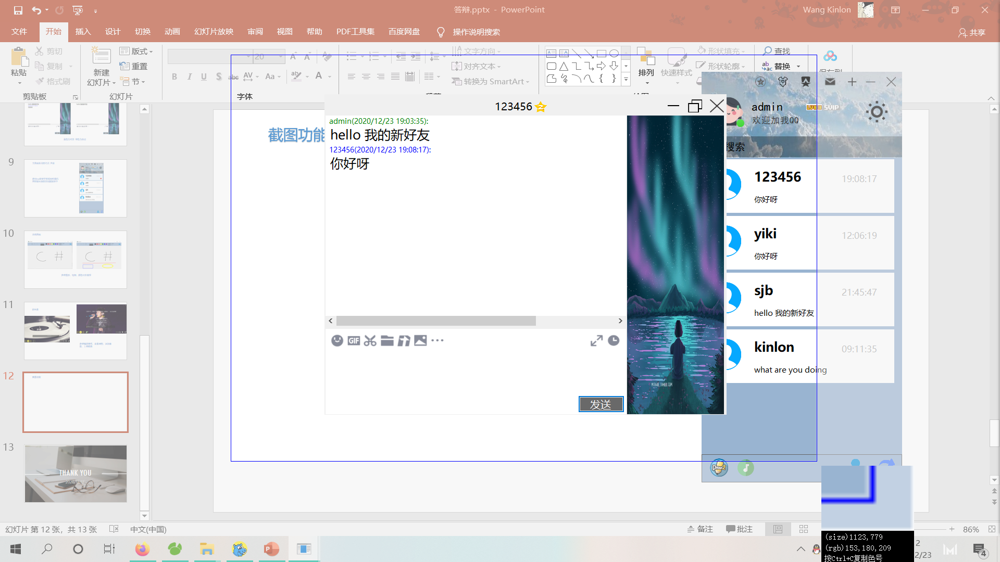 答辩.pptx - PowerPoint
Wang Kinlon
文件 开始 插入 设计 切换 动画 幻灯片放映 审阅 视图 帮助 PDF工具集 百度网盘 操作说明搜索
共享
粘贴
剪切
复制
格式刷
剪贴板
新建
幻灯片
版式
重置
节
幻灯片
20
B I U S abc AV Aa A
字体
文字方向
对齐文本
转换为 SmartArt
排列
快速样式
形状填充
形状轮廓
查找
替换
admin
欢迎加我QQ
SVIP
搜索
123456
19:08:17
你好呀
yiki
12:06:19
你好呀
sjb
21:45:47
hello 我的新好友
kinlon
09:11:35
what are you doing
截图功能
123456
admin(2020/12/23 19:03:35):
hello 我的新好友
123456(2020/12/23 19:08:17):
你好呀
GIF
发送
9
10
11
12
13
THANK YOU
(size)1123,779
(rgb)153,180,209
按Ctrl+C复制色号
幻灯片 第 12 张，共 13 张
中文(中国)
备注
批注
86%
2
2/23
4